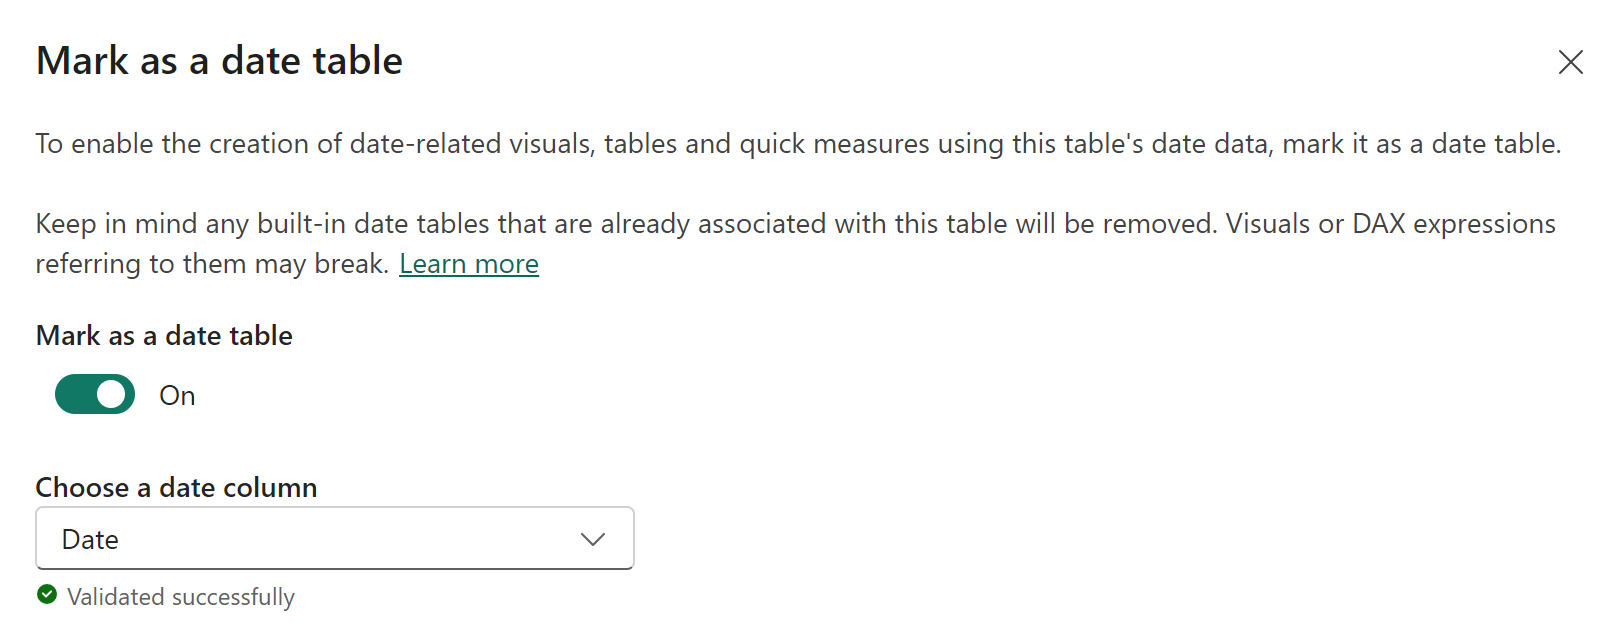 Mark as a date table
To enable the creation of date-related visuals, tables and quick measures using this table's date data, mark it as a date table.
Keep in mind any built-in date tables that are already associated with this table will be removed. Visuals or DAX expressions
referring to them may break. Learn more
Mark as a date table
On
Choose a date column
Date
Validated successfully